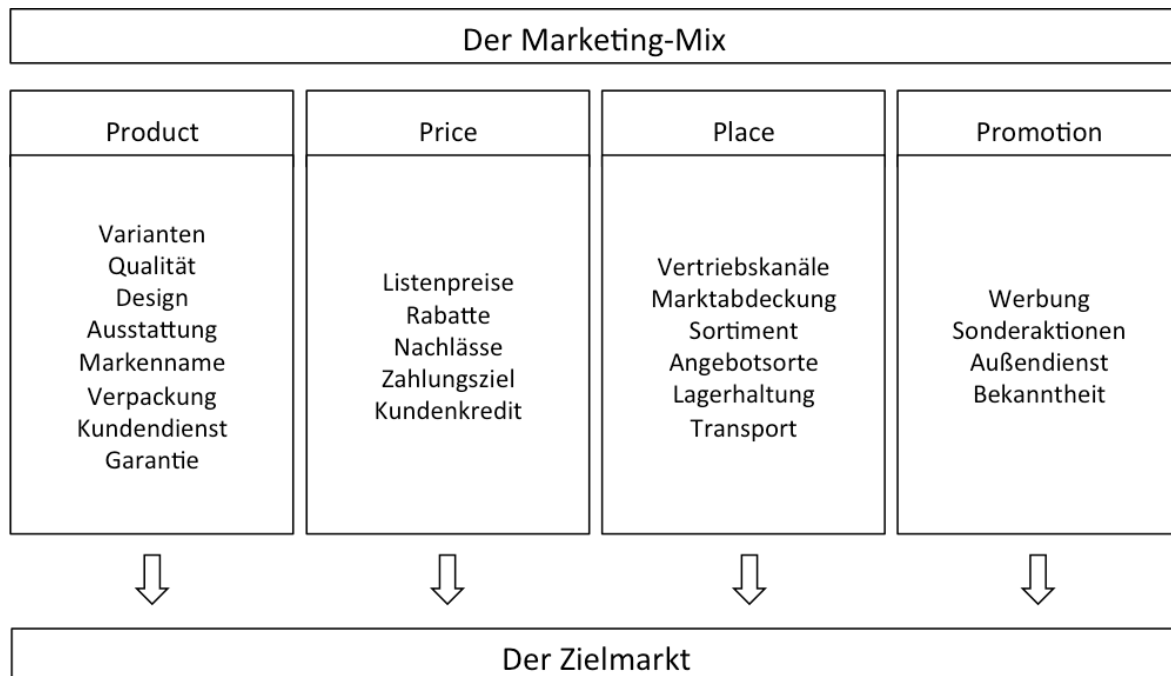 Der Marketing-Mix
Product
Varianten
Qualität
Design
Ausstattung
Markenname
Verpackung
Kundendienst
Garantie
Price
Listenpreise
Rabatte
Nachlässe
Zahlungsziel
Kundenkredit
Place
Vertriebskanäle
Marktabdeckung
Sortiment
Angebotsorte
Lagerhaltung
Transport
Promotion
Werbung
Sonderaktionen
Außendienst
Bekanntheit
Der Zielmarkt